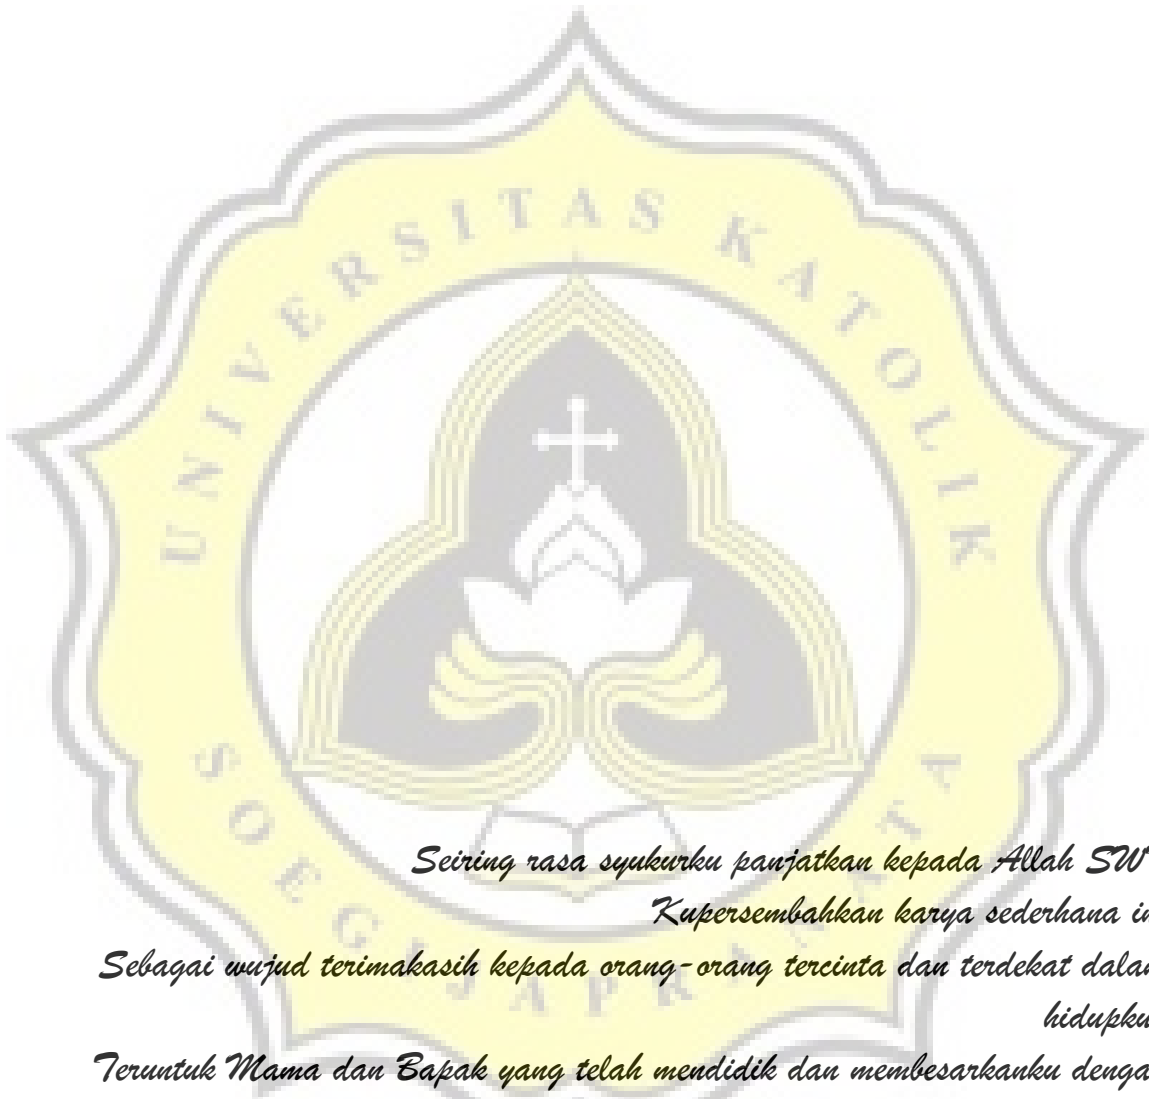 UNIVERSITAS KATOLIK
SOEGIJAPRANATA
Seiring rasa syukurku panjatkan kepada Allah SW
Kupersembahkan karya sederhana in
Sebagai wujud terimakasih kepada orang-orang tercinta dan terdekat dalam
hidupku
Teruntuk Mama dan Bapak yang telah mendidik dan membesarkanku denga